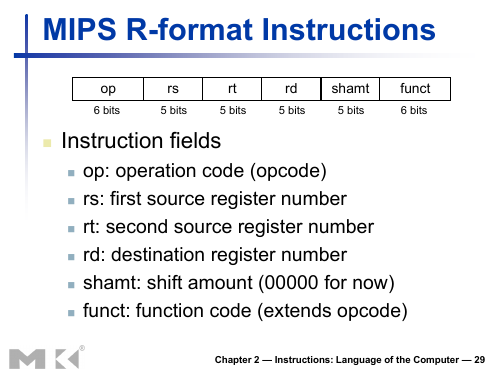 MIPS R-format Instructions
op rs rt rd shamt funct
6 bits 5 bits 5 bits 5 bits 5 bits 6 bits
Instruction fields
op: operation code (opcode)
rs: first source register number
rt: second source register number
rd: destination register number
shamt: shift amount (00000 for now)
funct: function code (extends opcode)
MK®
Chapter 2 — Instructions: Language of the Computer — 29